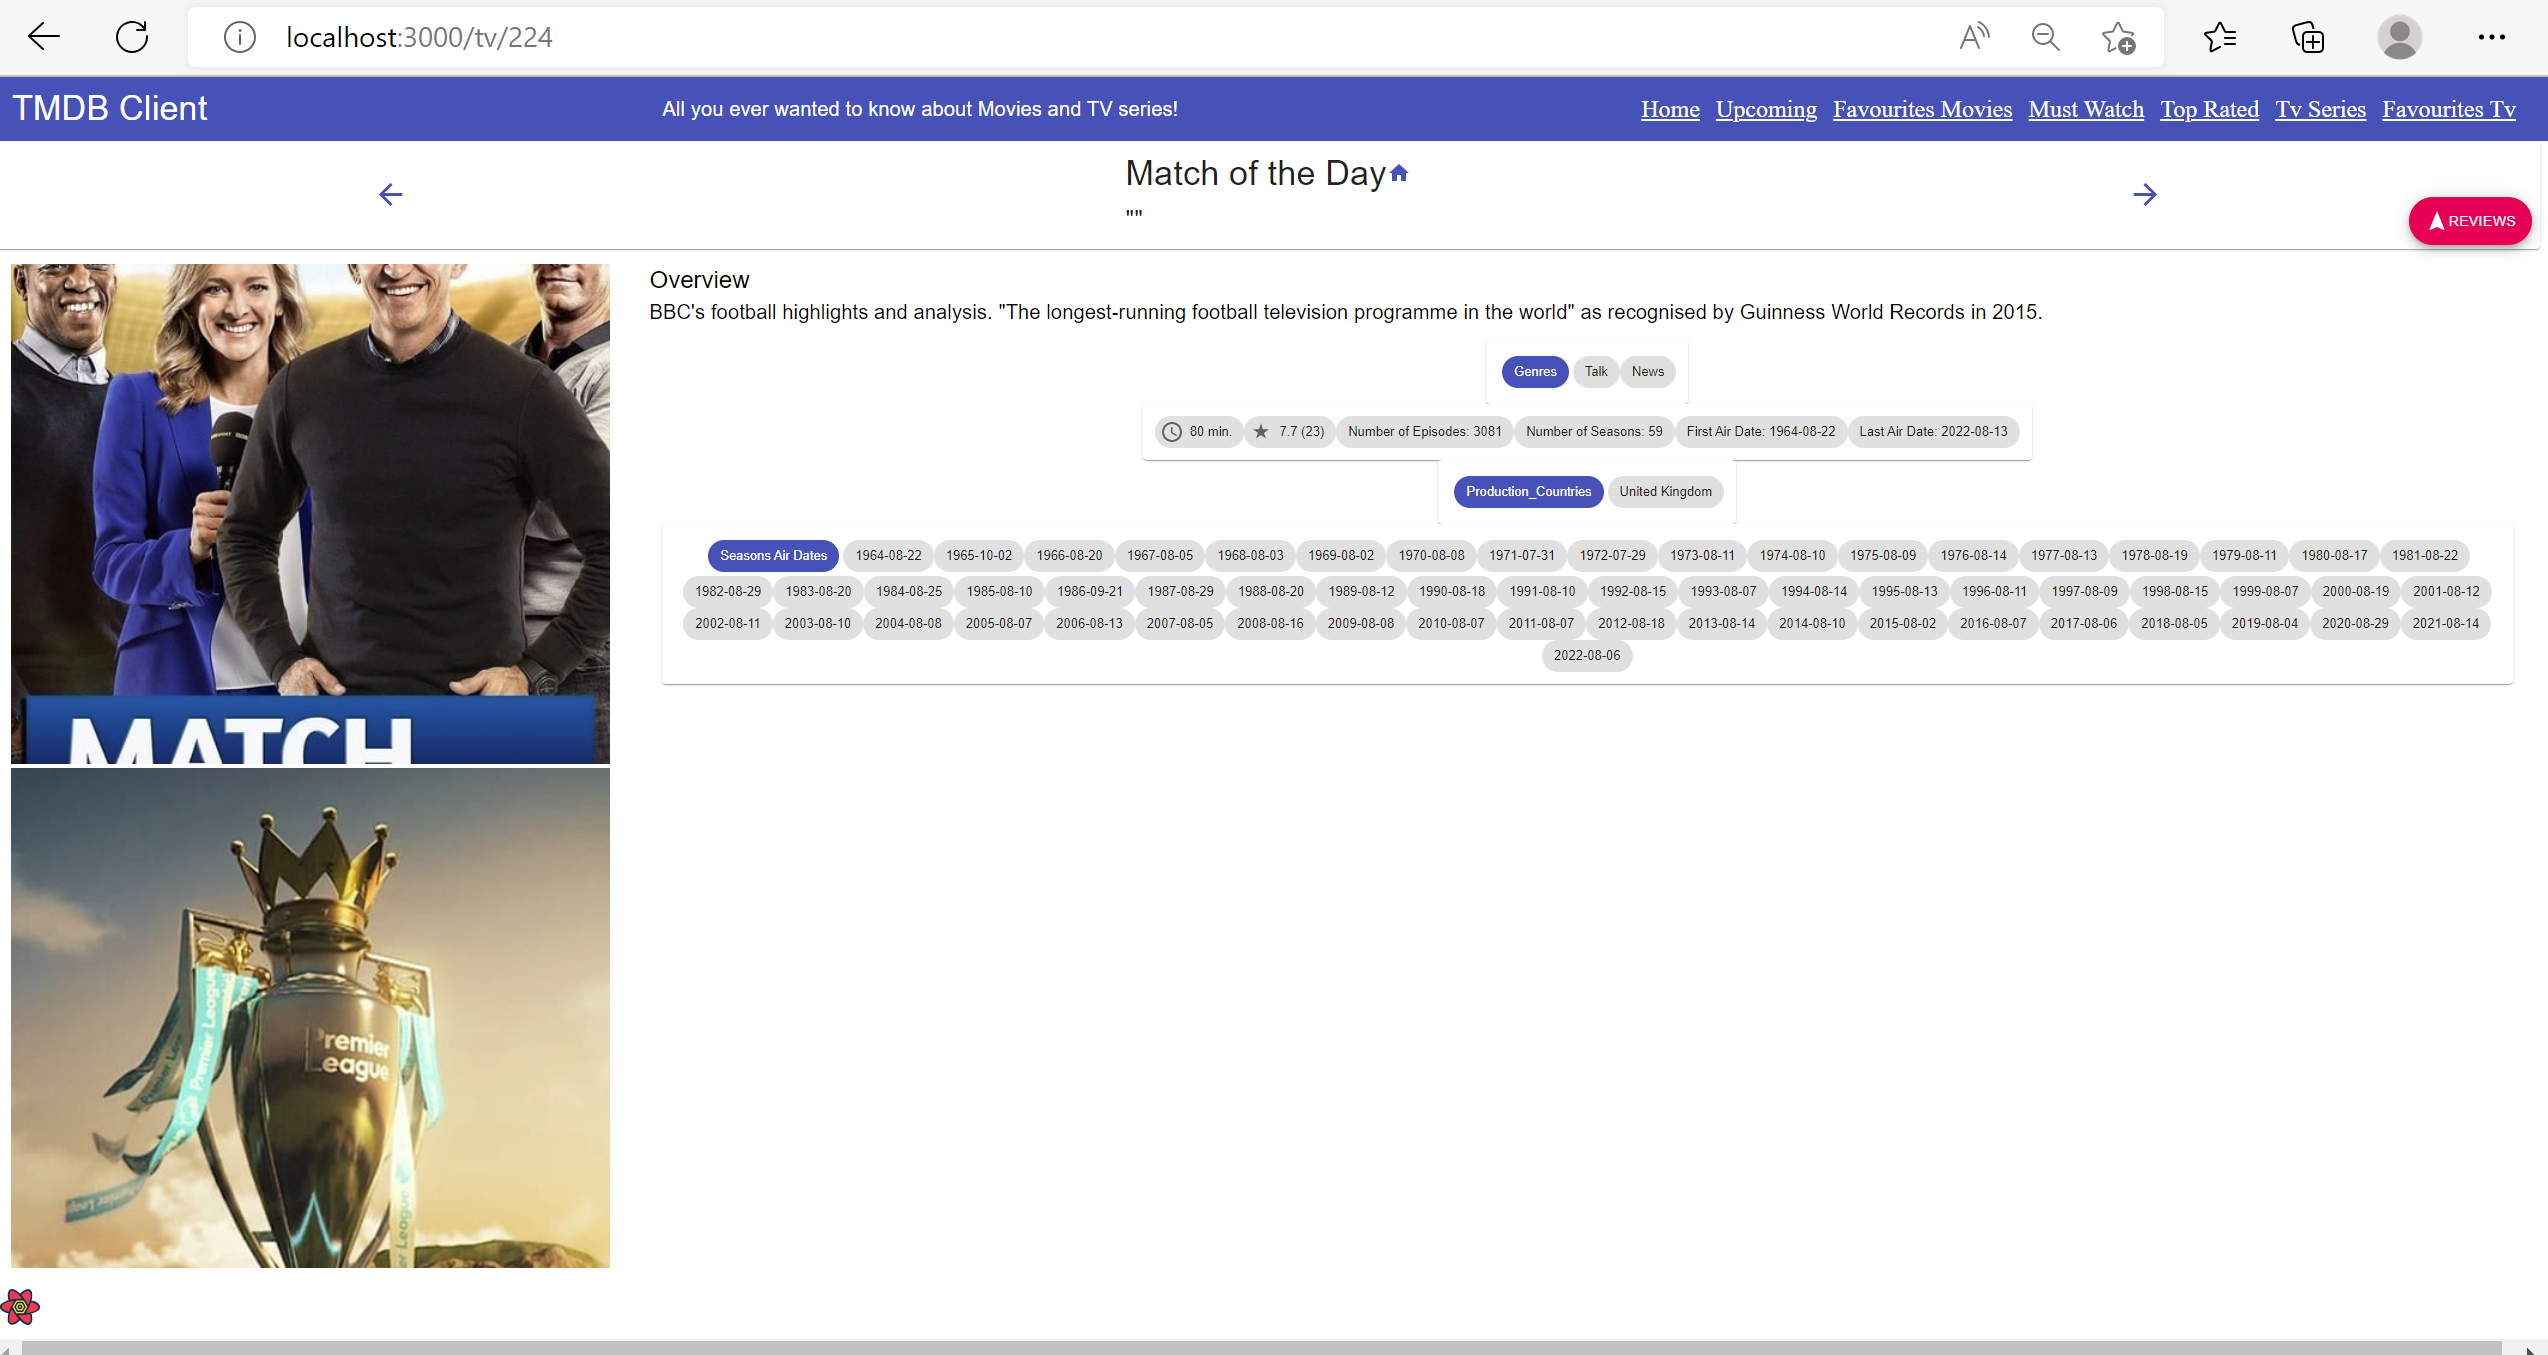 localhost:3000/tv/224
TMDB Client
All you ever wanted to know about Movies and TV series!
Home Upcoming Favourites Movies Must Watch Top Rated Tv Series Favourites Tv
Match of the Day
""
REVIEWS
Overview
BBC's football highlights and analysis. "The longest-running football television programme in the world" as recognised by Guinness World Records in 2015.
Genres Talk News
80 min. 7.7 (23) Number of Episodes: 3081 Number of Seasons: 59 First Air Date: 1964-08-22 Last Air Date: 2022-08-13
Production_Countries United Kingdom
Seasons Air Dates 1964-08-22 1965-10-02 1966-08-20 1967-08-05 1968-08-03 1969-08-02 1970-08-08 1971-07-31 1972-07-29 1973-08-11 1974-08-10 1975-08-09 1976-08-14 1977-08-13 1978-08-19 1979-08-11 1980-08-17 1981-08-22
1982-08-29 1983-08-20 1984-08-25 1985-08-10 1986-09-21 1987-08-29 1988-08-20 1989-08-12 1990-08-18 1991-08-10 1992-08-15 1993-08-07 1994-08-14 1995-08-13 1996-08-11 1997-08-09 1998-08-15 1999-08-07 2000-08-19 2001-08-12
2002-08-11 2003-08-10 2004-08-08 2005-08-07 2006-08-13 2007-08-05 2008-08-16 2009-08-08 2010-08-07 2011-08-07 2012-08-18 2013-08-14 2014-08-10 2015-08-02 2016-08-07 2017-08-06 2018-08-05 2019-08-04 2020-08-29 2021-08-14
2022-08-06
MATCH
Premier League
Premier
League